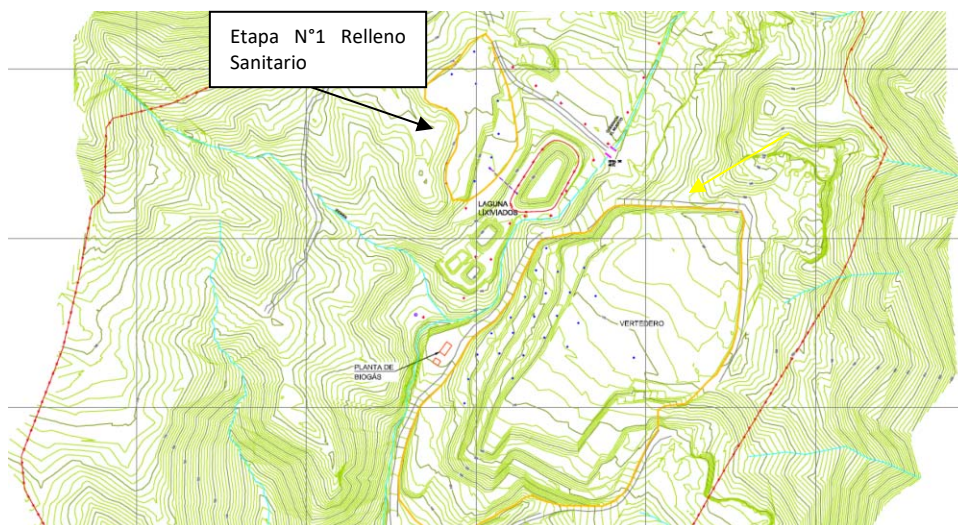 Etapa N°1 Relleno
Sanitario
LAGUNA
LIXIVIADOS
VERTEDERO
PLANTA DE
BIOGÁS